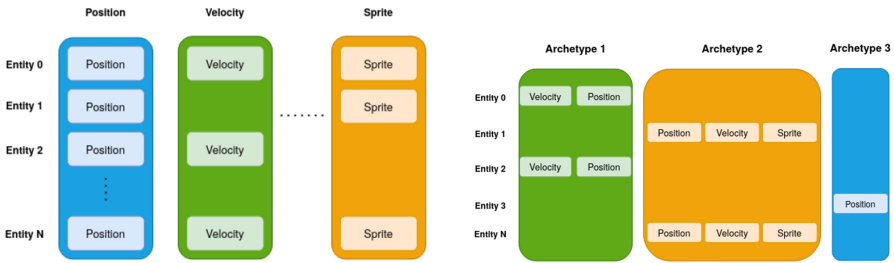 Position Velocity Sprite
Entity 0 Position Velocity Sprite
Entity 1 Position Sprite
Entity 2 Position Velocity
Entity N Position Velocity Sprite
Archetype 1 Archetype 2 Archetype 3
Entity 0 Velocity Position
Entity 1 Position Velocity Sprite
Entity 2 Velocity Position
Entity 3 Position
Entity N Position Velocity Sprite